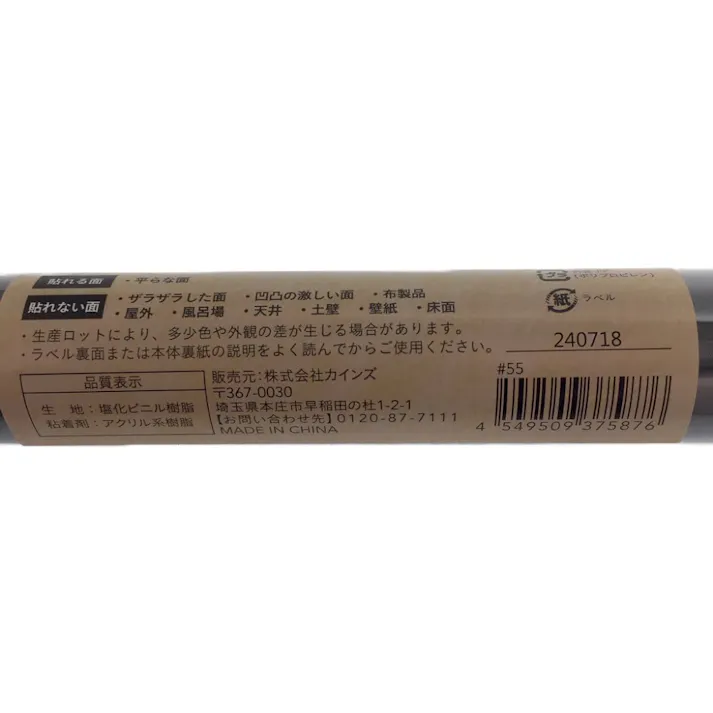 貼れる面 ・平らな面
貼れない面 ・ザラザラした面 ・凹凸の激しい面 ・布製品
・屋外 ・風呂場 ・天井 ・土壁 ・壁紙 ・床面
・生産ロットにより、多少色や外観の差が生じる場合があります。
・ラベル裏面または本体裏紙の説明をよく読んでからご使用ください。
品質表示
生　地：塩化ビニル樹脂
粘着剤：アクリル系樹脂
販売元：株式会社カインズ
〒367-0030
埼玉県本庄市早稲田の杜1-2-1
【お問い合わせ先】0120-87-7111
MADE IN CHINA
プラ
(ポリプロピレン)
紙 ラベル
240718
#55
4 549509 375876